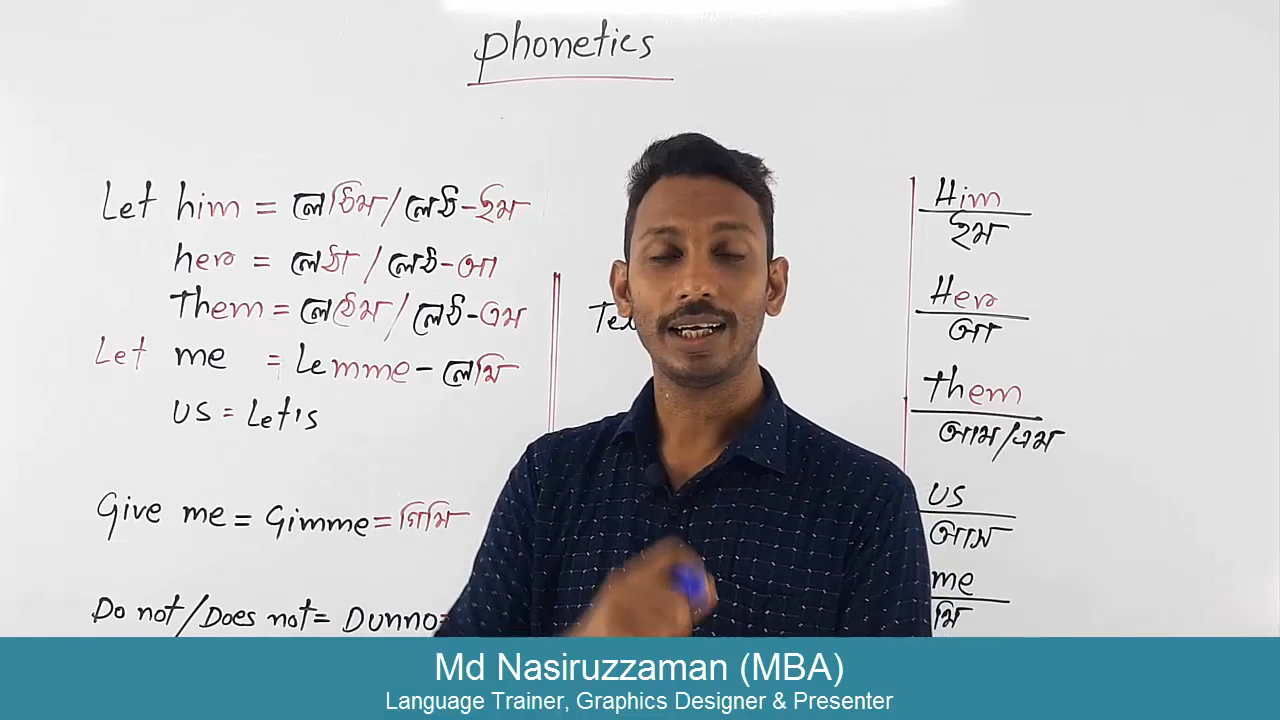 phonetics
Let him = লেঠিম / লেঠ-ইম
her = লেঠা / লেঠ-আ
Them = লেঠেম / লেঠ-এম
Let me = Lemme - লেমি
us = Let's
Give me = Gimme = গিমি
Do not / Does not = Dunno=
Him
ইম
Her
আ
them
আম/এম
us
আস
me
মি
Md Nasiruzzaman (MBA)
Language Trainer, Graphics Designer & Presenter